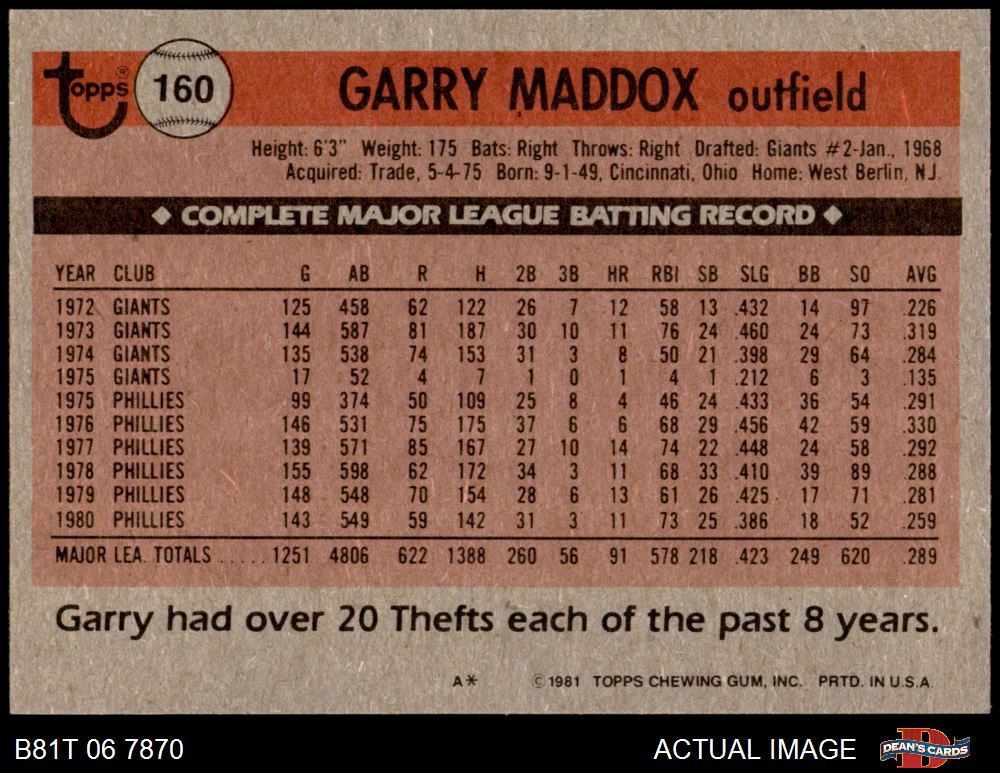 Topps® 160 GARRY MADDOX outfield
Height: 6'3" Weight: 175 Bats: Right Throws: Right Drafted: Giants #2-Jan., 1968
Acquired: Trade, 5-4-75 Born: 9-1-49, Cincinnati, Ohio Home: West Berlin, N.J.
◆ COMPLETE MAJOR LEAGUE BATTING RECORD ◆
YEAR CLUB G AB R H 2B 3B HR RBI SB SLG BB SO AVG
1972 GIANTS 125 458 62 122 26 7 12 58 13 .432 14 97 .226
1973 GIANTS 144 587 81 187 30 10 11 76 24 .460 24 73 .319
1974 GIANTS 135 538 74 153 31 3 8 50 21 .398 29 64 .284
1975 GIANTS 17 52 4 7 1 0 1 4 1 .212 6 3 .135
1975 PHILLIES 99 374 50 109 25 8 4 46 24 .433 36 54 .291
1976 PHILLIES 146 531 75 175 37 6 6 68 29 .456 42 59 .330
1977 PHILLIES 139 571 85 167 27 10 14 74 22 .448 24 58 .292
1978 PHILLIES 155 598 62 172 34 3 11 68 33 .410 39 89 .288
1979 PHILLIES 148 548 70 154 28 6 13 61 26 .425 17 71 .281
1980 PHILLIES 143 549 59 142 31 3 11 73 25 .386 18 52 .259
MAJOR LEA. TOTALS ..... 1251 4806 622 1388 260 56 91 578 218 .423 249 620 .289
Garry had over 20 Thefts each of the past 8 years.
A* ©1981 TOPPS CHEWING GUM, INC. PRTD. IN U.S.A.
B81T 06 7870 ACTUAL IMAGE DEAN'S CARDS